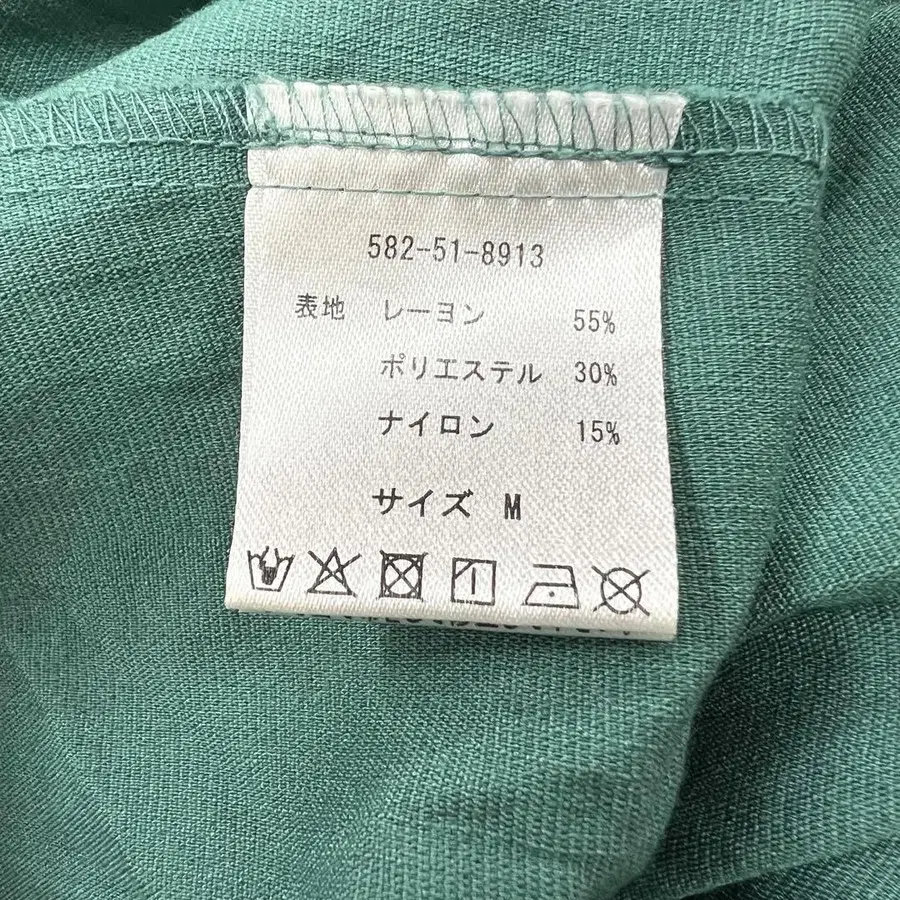 582-51-8913
表地 レーヨン 55%
ポリエステル 30%
ナイロン 15%
サイズ M